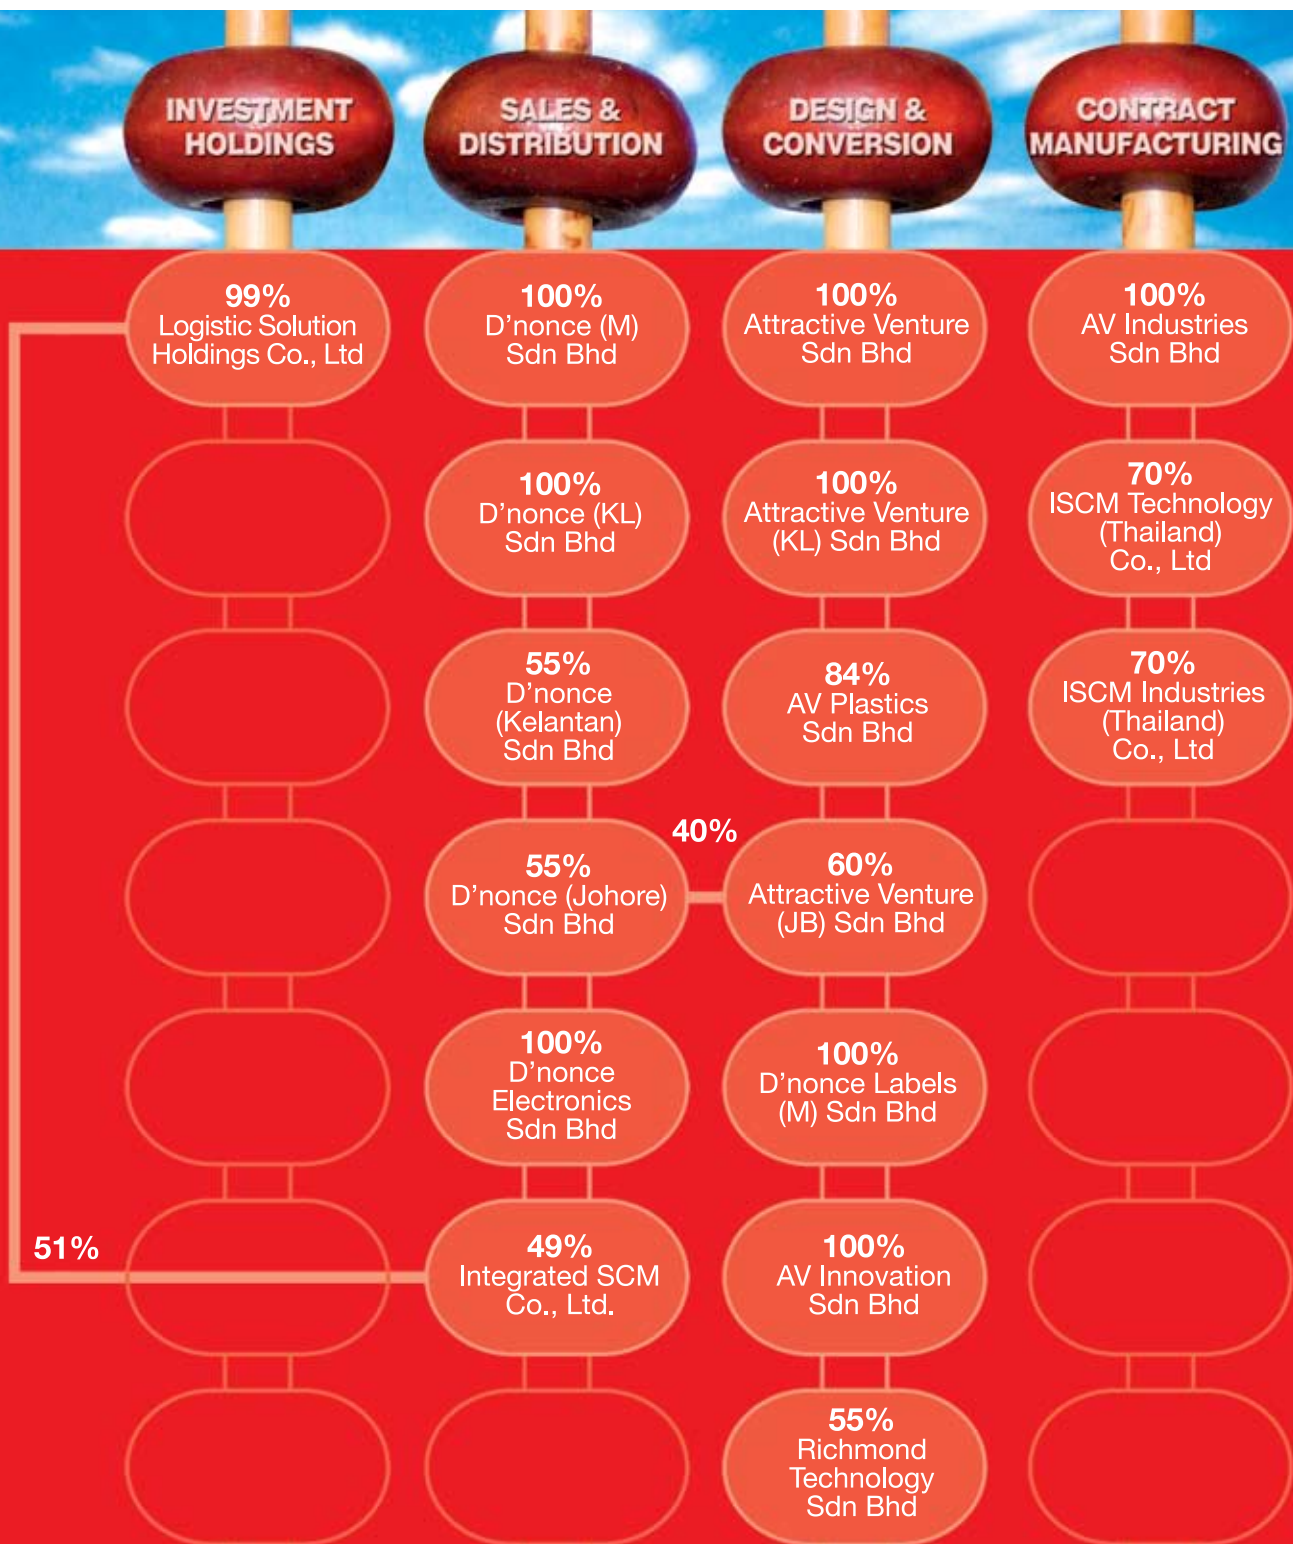 INVESTMENT
HOLDINGS
SALES &
DISTRIBUTION
DESIGN &
CONVERSION
CONTRACT
MANUFACTURING
99%
Logistic Solution
Holdings Co., Ltd
100%
D'nonce (M)
Sdn Bhd
100%
Attractive Venture
Sdn Bhd
100%
AV Industries
Sdn Bhd
100%
D'nonce (KL)
Sdn Bhd
100%
Attractive Venture
(KL) Sdn Bhd
70%
ISCM Technology
(Thailand)
Co., Ltd
55%
D'nonce
(Kelantan)
Sdn Bhd
84%
AV Plastics
Sdn Bhd
70%
ISCM Industries
(Thailand)
Co., Ltd
55%
D'nonce (Johore)
Sdn Bhd
40%
60%
Attractive Venture
(JB) Sdn Bhd
100%
D'nonce
Electronics
Sdn Bhd
100%
D'nonce Labels
(M) Sdn Bhd
51%
49%
Integrated SCM
Co., Ltd.
100%
AV Innovation
Sdn Bhd
55%
Richmond
Technology
Sdn Bhd